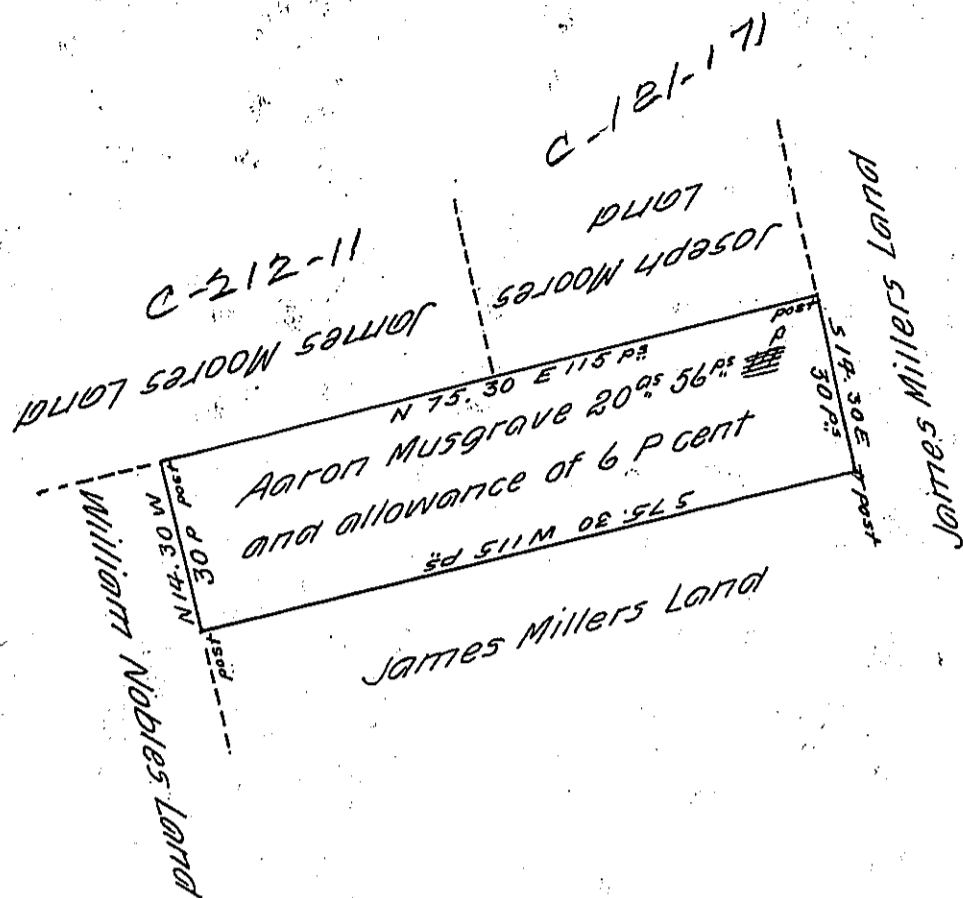 C-181-171
Joseph Moores
Land
C-212-11
James Moores Land
James Millers Land
N 75.30 E 115 ps
post
S 14.30 E
30 ps
post
Aaron Musgrave 20as 56ps
and allowance of 6 P cent
P
S 75.30 W 115 ps
N 14.30 W
30 P
post
post
James Millers Land
William Nobles Land